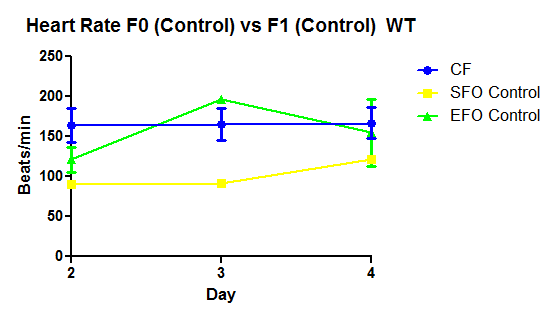 Heart Rate F0 (Control) vs F1 (Control) WT
250
200
150
100
50
0
Beats/min
2
3
4
Day
CF
SFO Control
EFO Control